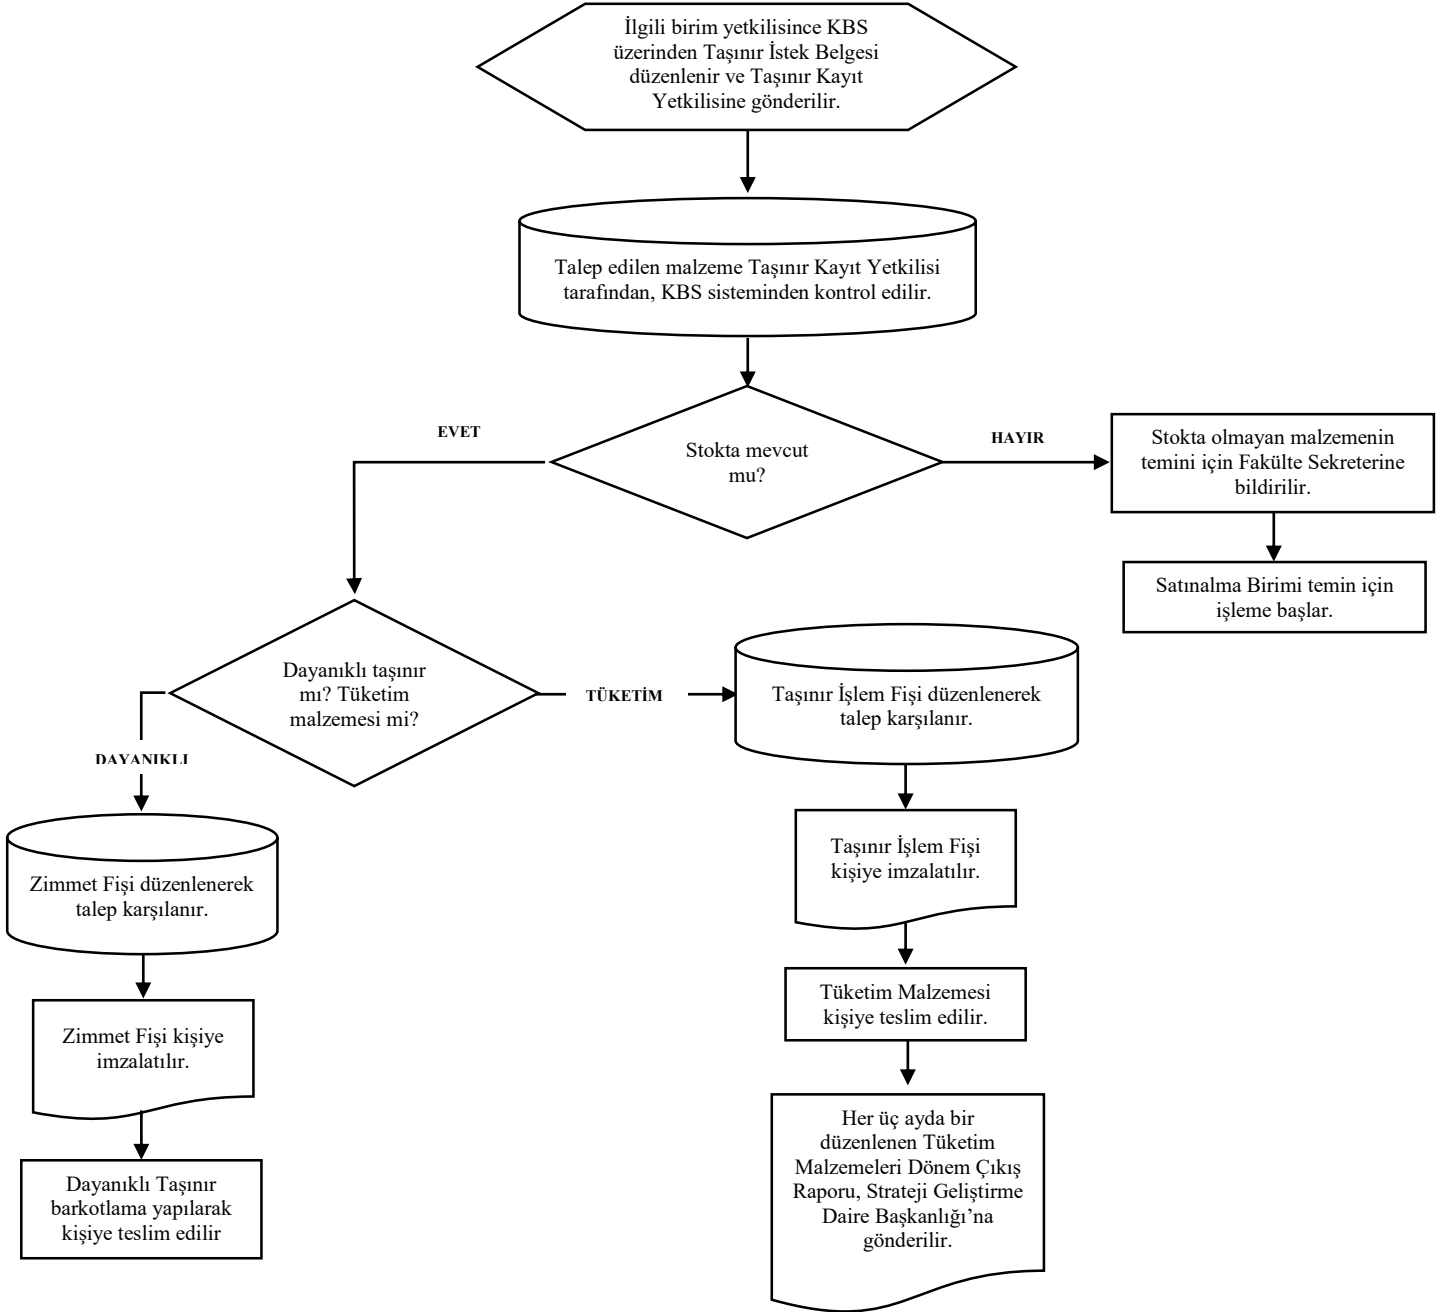 İlgili birim yetkilisince KBS
üzerinden Taşınır İstek Belgesi
düzenlenir ve Taşınır Kayıt
Yetkilisine gönderilir.
Talep edilen malzeme Taşınır Kayıt Yetkilisi
tarafından, KBS sisteminden kontrol edilir.
Stokta mevcut
mu?
EVET
HAYIR
Stokta olmayan malzemenin
temini için Fakülte Sekreterine
bildirilir.
Satınalma Birimi temin için
işleme başlar.
Dayanıklı taşınır
mı? Tüketim
malzemesi mi?
TÜKETİM
DAYANIKLI
Taşınır İşlem Fişi düzenlenerek
talep karşılanır.
Taşınır İşlem Fişi
kişiye imzalatılır.
Tüketim Malzemesi
kişiye teslim edilir.
Her üç ayda bir
düzenlenen Tüketim
Malzemeleri Dönem Çıkış
Raporu, Strateji Geliştirme
Daire Başkanlığı’na
gönderilir.
Zimmet Fişi düzenlenerek
talep karşılanır.
Zimmet Fişi kişiye
imzalatılır.
Dayanıklı Taşınır
barkotlama yapılarak
kişiye teslim edilir